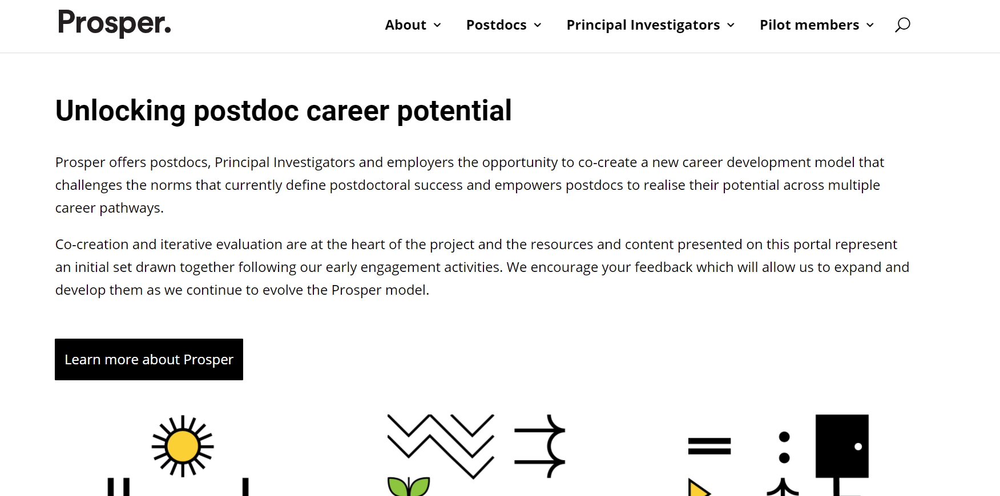 Prosper.
About
Postdocs
Principal Investigators
Pilot members
Unlocking postdoc career potential
Prosper offers postdocs, Principal Investigators and employers the opportunity to co-create a new career development model that
challenges the norms that currently define postdoctoral success and empowers postdocs to realise their potential across multiple
career pathways.
Co-creation and iterative evaluation are at the heart of the project and the resources and content presented on this portal represent
an initial set drawn together following our early engagement activities. We encourage your feedback which will allow us to expand and
develop them as we continue to evolve the Prosper model.
Learn more about Prosper